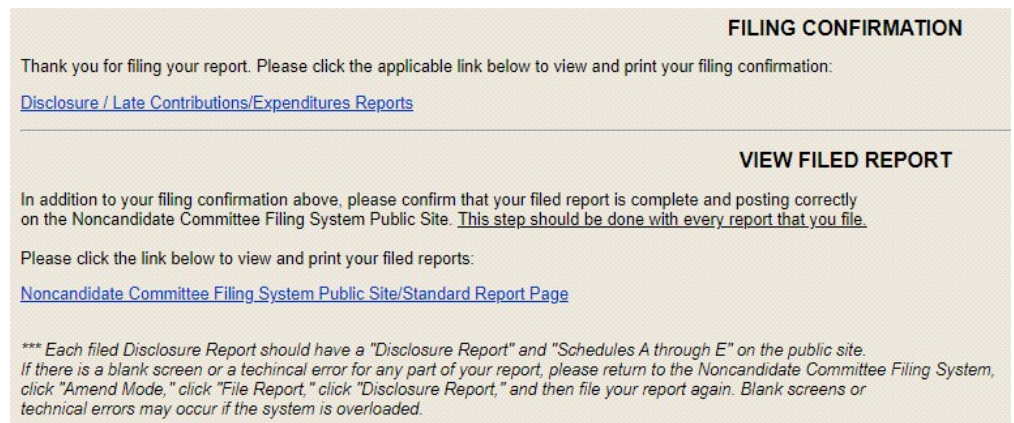 FILING CONFIRMATION
Thank you for filing your report. Please click the applicable link below to view and print your filing confirmation:
Disclosure / Late Contributions/Expenditures Reports
VIEW FILED REPORT
In addition to your filing confirmation above, please confirm that your filed report is complete and posting correctly
on the Noncandidate Committee Filing System Public Site. This step should be done with every report that you file.
Please click the link below to view and print your filed reports:
Noncandidate Committee Filing System Public Site/Standard Report Page
*** Each filed Disclosure Report should have a "Disclosure Report" and "Schedules A through E" on the public site.
If there is a blank screen or a techincal error for any part of your report, please return to the Noncandidate Committee Filing System,
click "Amend Mode," click "File Report," click "Disclosure Report," and then file your report again. Blank screens or
technical errors may occur if the system is overloaded.